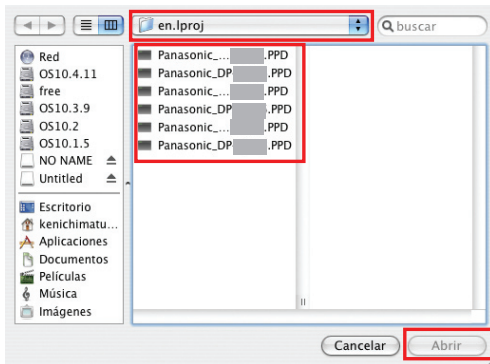 en.lproj
buscar
Red
OS10.4.11
free
OS10.3.9
OS10.2
OS10.1.5
NO NAME
Untitled
Escritorio
kenichimatu...
Aplicaciones
Documentos
Películas
Música
Imágenes
Panasonic_... .PPD
Panasonic_DP .PPD
Panasonic_... .PPD
Panasonic_DP .PPD
Panasonic_... .PPD
Panasonic_DP .PPD
Cancelar
Abrir